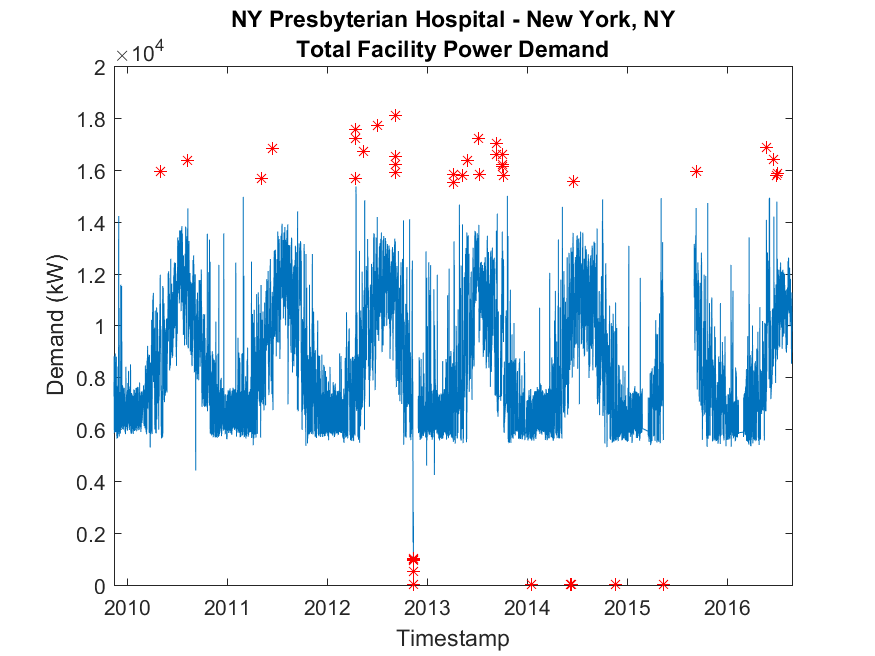 NY Presbyterian Hospital - New York, NY
Total Facility Power Demand
×10⁴
2
1.8
1.6
1.4
1.2
1
0.8
0.6
0.4
0.2
0
Demand (kW)
2010 2011 2012 2013 2014 2015 2016
Timestamp